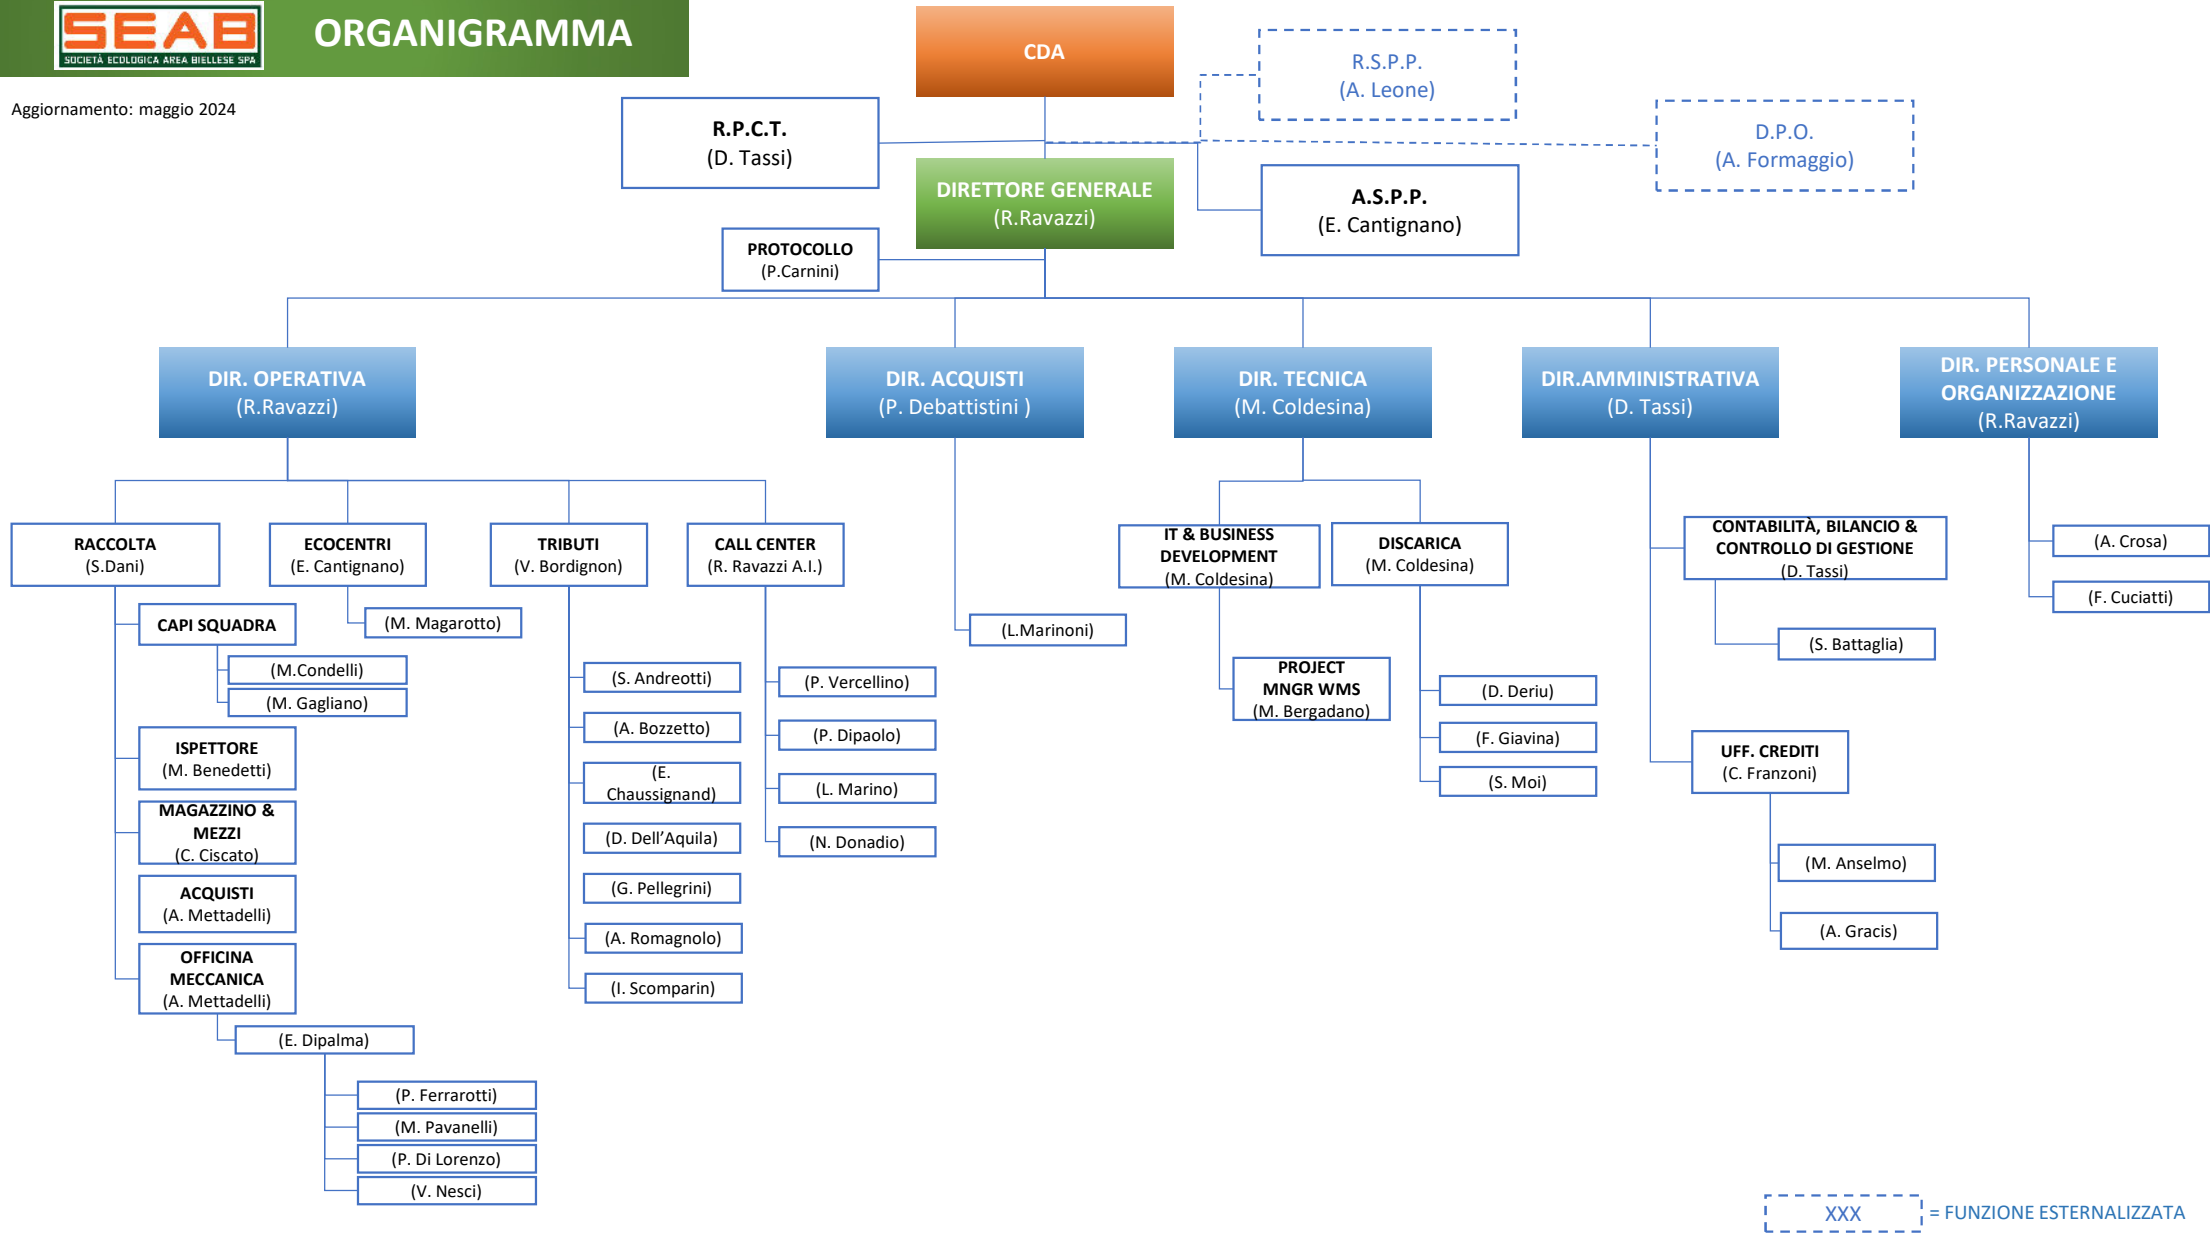 SEAB
SOCIETÀ ECOLOGICA AREA BIELLESE SPA
ORGANIGRAMMA
Aggiornamento: maggio 2024
CDA
R.S.P.P.
(A. Leone)
R.P.C.T.
(D. Tassi)
D.P.O.
(A. Formaggio)
DIRETTORE GENERALE
(R.Ravazzi)
A.S.P.P.
(E. Cantignano)
PROTOCOLLO
(P.Carnini)
DIR. OPERATIVA
(R.Ravazzi)
DIR. ACQUISTI
(P. Debattistini )
DIR. TECNICA
(M. Coldesina)
DIR.AMMINISTRATIVA
(D. Tassi)
DIR. PERSONALE E
ORGANIZZAZIONE
(R.Ravazzi)
RACCOLTA
(S.Dani)
ECOCENTRI
(E. Cantignano)
TRIBUTI
(V. Bordignon)
CALL CENTER
(R. Ravazzi A.I.)
IT & BUSINESS
DEVELOPMENT
(M. Coldesina)
DISCARICA
(M. Coldesina)
CONTABILITÀ, BILANCIO &
CONTROLLO DI GESTIONE
(D. Tassi)
(A. Crosa)
(F. Cuciatti)
CAPI SQUADRA
(M.Condelli)
(M. Gagliano)
ISPETTORE
(M. Benedetti)
MAGAZZINO &
MEZZI
(C. Ciscato)
ACQUISTI
(A. Mettadelli)
OFFICINA
MECCANICA
(A. Mettadelli)
(E. Dipalma)
(P. Ferrarotti)
(M. Pavanelli)
(P. Di Lorenzo)
(V. Nesci)
(M. Magarotto)
(S. Andreotti)
(A. Bozzetto)
(E.
Chaussignand)
(D. Dell’Aquila)
(G. Pellegrini)
(A. Romagnolo)
(I. Scomparin)
(P. Vercellino)
(P. Dipaolo)
(L. Marino)
(N. Donadio)
(L.Marinoni)
PROJECT
MNGR WMS
(M. Bergadano)
(D. Deriu)
(F. Giavina)
(S. Moi)
(S. Battaglia)
UFF. CREDITI
(C. Franzoni)
(M. Anselmo)
(A. Gracis)
XXX
= FUNZIONE ESTERNALIZZATA